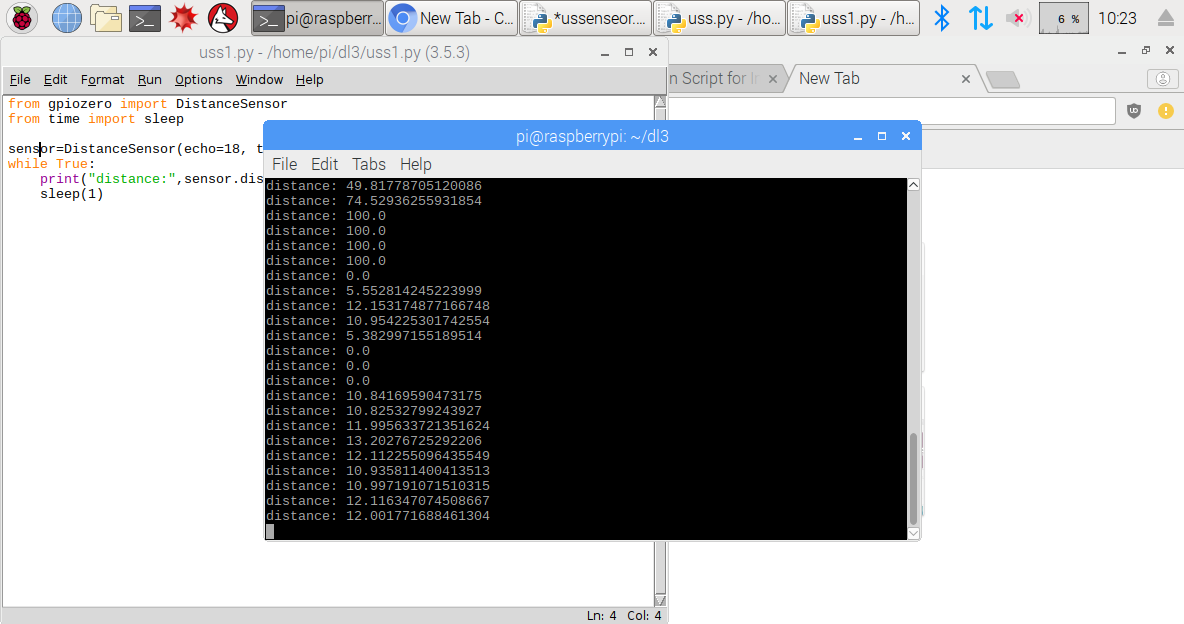 pi@raspberr...
New Tab - C...
*ussenseor...
uss.py - /ho...
uss1.py - /h...
6 %
10:23
uss1.py - /home/pi/dl3/uss1.py (3.5.3)
File Edit Format Run Options Window Help
n Script for I
New Tab
from gpiozero import DistanceSensor
from time import sleep
sensor=DistanceSensor(echo=18, t
while True:
print("distance:",sensor.dis
sleep(1)
pi@raspberrypi: ~/dl3
File Edit Tabs Help
distance: 49.81778705120086
distance: 74.52936255931854
distance: 100.0
distance: 100.0
distance: 100.0
distance: 100.0
distance: 0.0
distance: 5.552814245223999
distance: 12.153174877166748
distance: 10.954225301742554
distance: 5.382997155189514
distance: 0.0
distance: 0.0
distance: 0.0
distance: 10.84169590473175
distance: 10.82532799243927
distance: 11.995633721351624
distance: 13.20276725292206
distance: 12.112255096435549
distance: 10.935811400413513
distance: 10.997191071510315
distance: 12.116347074508667
distance: 12.001771688461304
Ln: 4 Col: 4